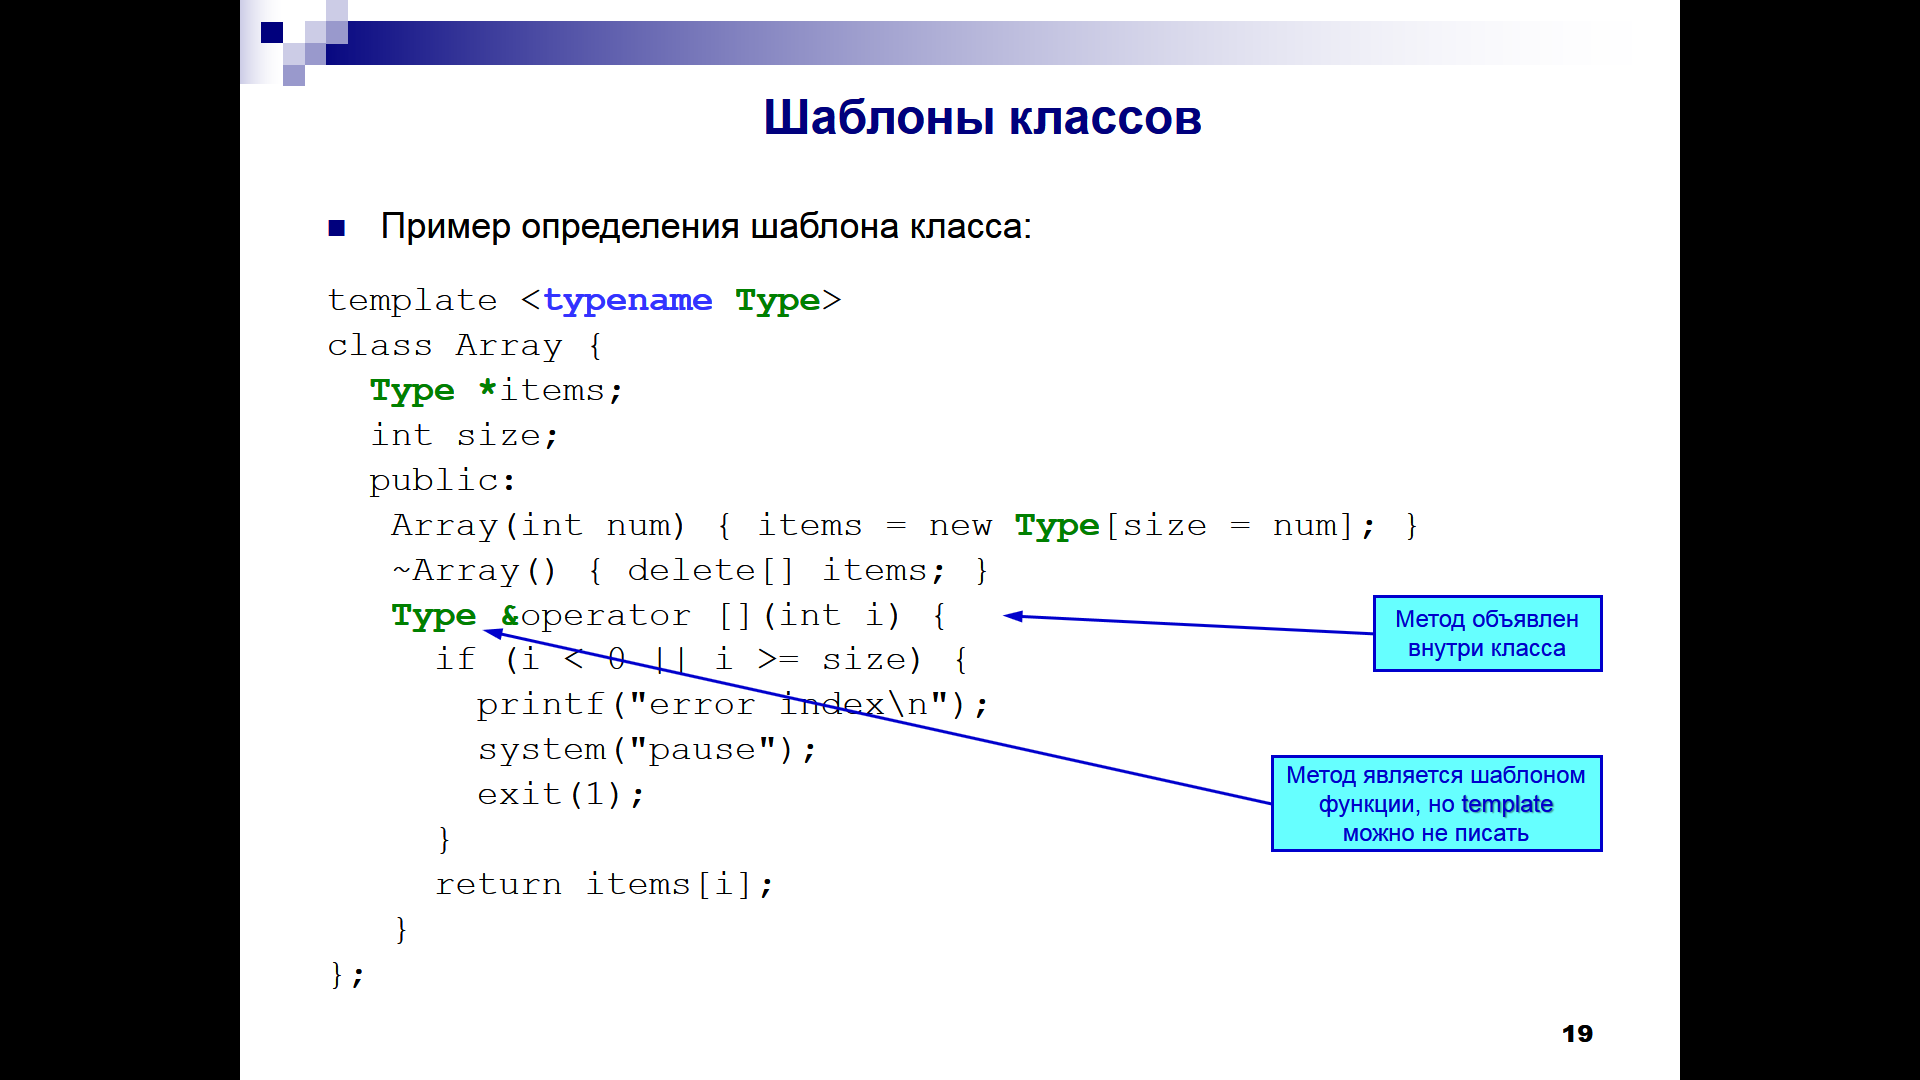 Шаблоны классов
Пример определения шаблона класса:
template <typename Type>
class Array {
Type *items;
int size;
public:
Array(int num) { items = new Type[size = num]; }
~Array() { delete[] items; }
Type &operator [](int i) {
if (i < 0 || i >= size) {
printf("error index\n");
system("pause");
exit(1);
}
return items[i];
}
};
Метод объявлен
внутри класса
Метод является шаблоном
функции, но template
можно не писать
19